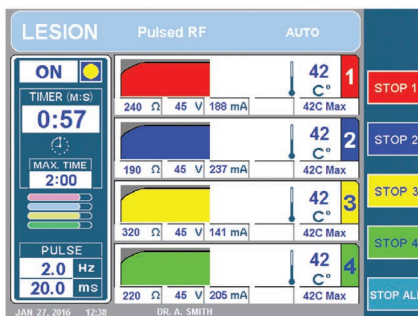 LESION Pulsed RF AUTO
ON
TIMER (M:S)
0:57
MAX. TIME
2:00
PULSE
2.0 Hz
20.0 ms
42 C° 1
240 Ω 45 V 188 mA 42C Max
42 C° 2
190 Ω 45 V 237 mA 42C Max
42 C° 3
320 Ω 45 V 141 mA 42C Max
42 C° 4
220 Ω 45 V 205 mA 42C Max
STOP 1
STOP 2
STOP 3
STOP 4
STOP ALL
JAN 27, 2016 12:38 DR. A. SMITH